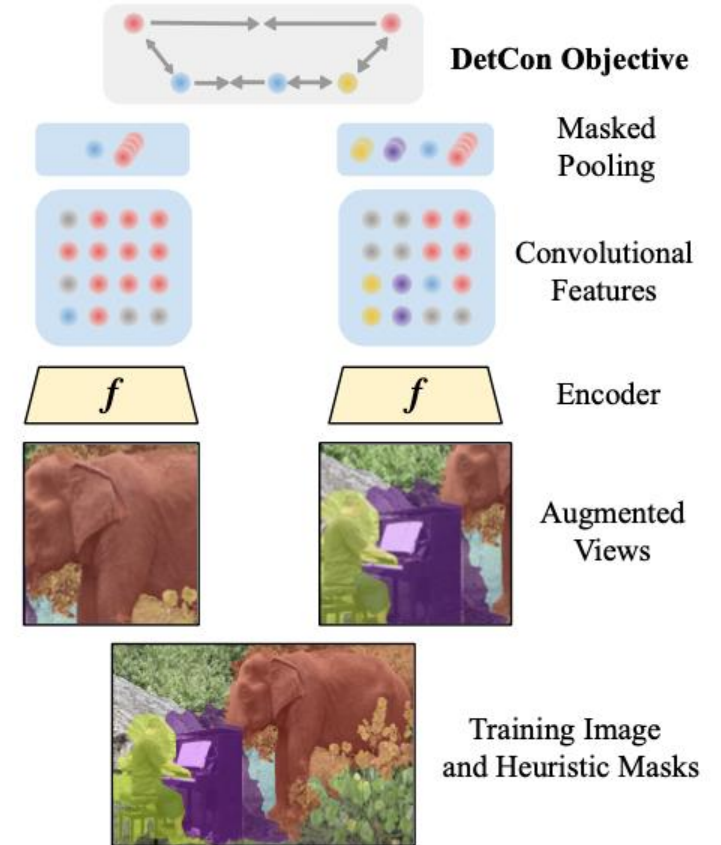 DetCon Objective
Masked
Pooling
Convolutional
Features
f
f
Encoder
Augmented
Views
Training Image
and Heuristic Masks